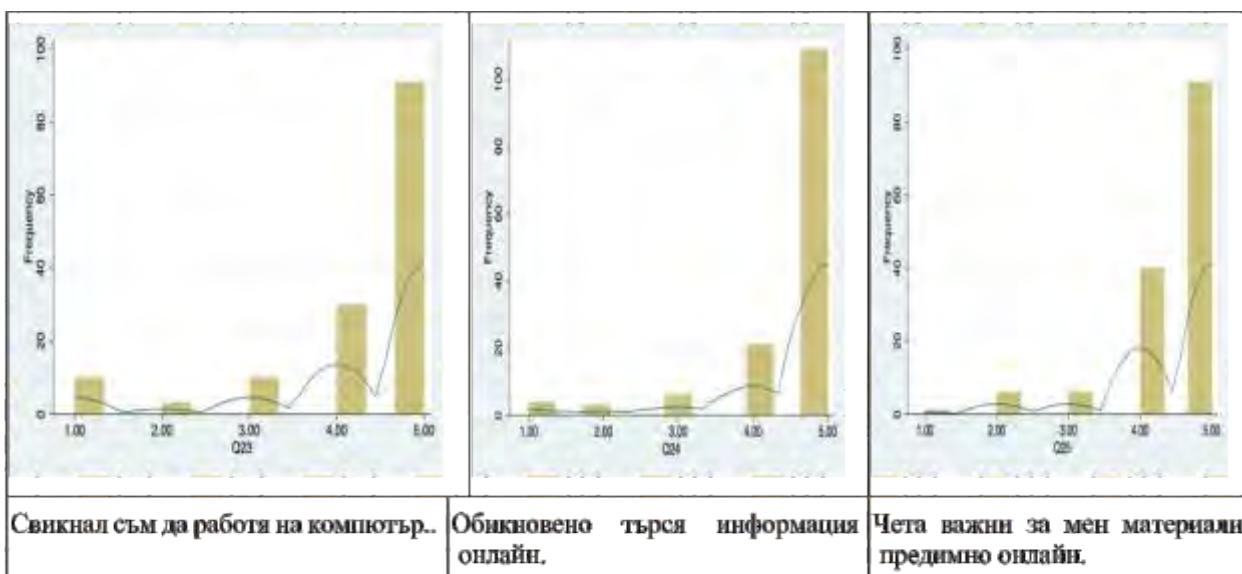 Frequency
100
80
60
40
20
0
1.00 2.00 3.00 4.00 5.00
Q23
Frequency
100
80
60
40
20
0
1.00 2.00 3.00 4.00 5.00
Q24
Frequency
100
80
60
40
20
0
1.00 2.00 3.00 4.00 5.00
Q25
Свикнал съм да работя на компютър..
Обикновено търся информация
онлайн.
Чета важни за мен материали
предимно онлайн.